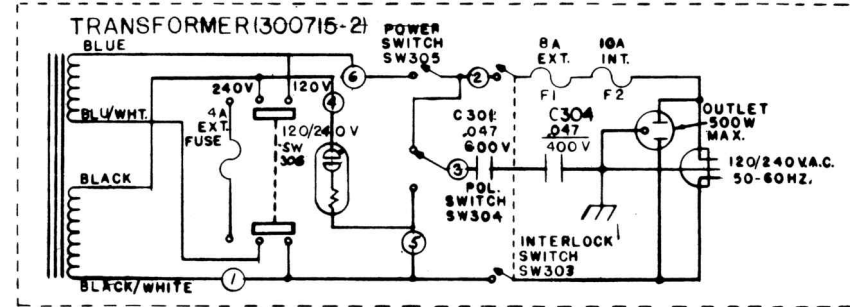 TRANSFORMER (300715-2)
BLUE
POWER
SWITCH
SW305
8A
EXT.
10A
INT.
240V
120V
6
2
F1
F2
4
BLU/WHT.
4A
EXT.
FUSE
120/240V
SW
306
C301
.047
600V
C304
.047
400V
OUTLET
500W
MAX.
3
120/240 V.A.C.
50-60HZ.
BLACK
POL.
SWITCH
SW304
5
INTERLOCK
SWITCH
SW303
1
BLACK/WHITE